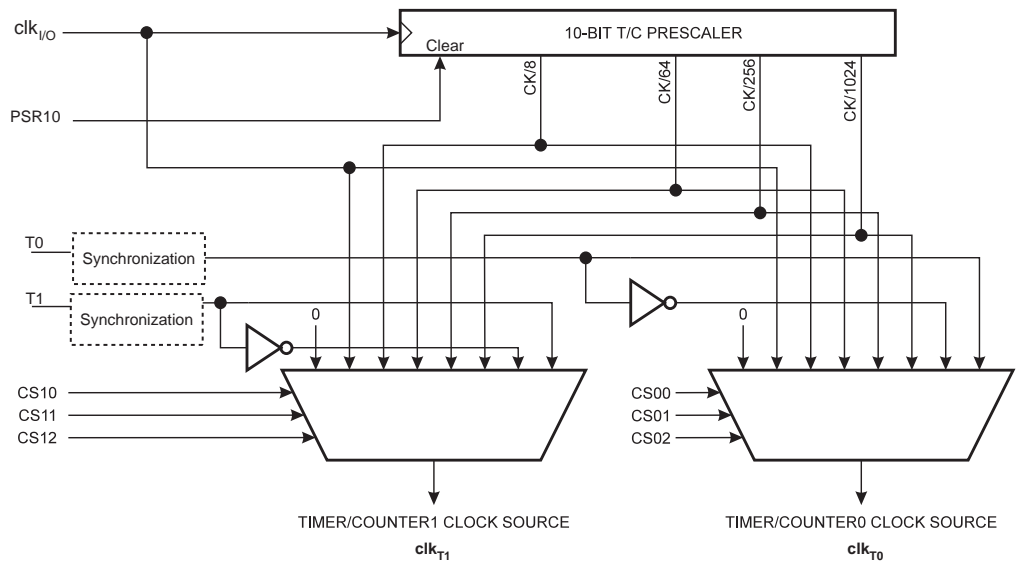 clkI/O
10-BIT T/C PRESCALER
Clear
CK/8
CK/64
CK/256
CK/1024
PSR10
T0
Synchronization
T1
Synchronization
0
0
CS10
CS11
CS12
CS00
CS01
CS02
TIMER/COUNTER1 CLOCK SOURCE
clkT1
TIMER/COUNTER0 CLOCK SOURCE
clkT0